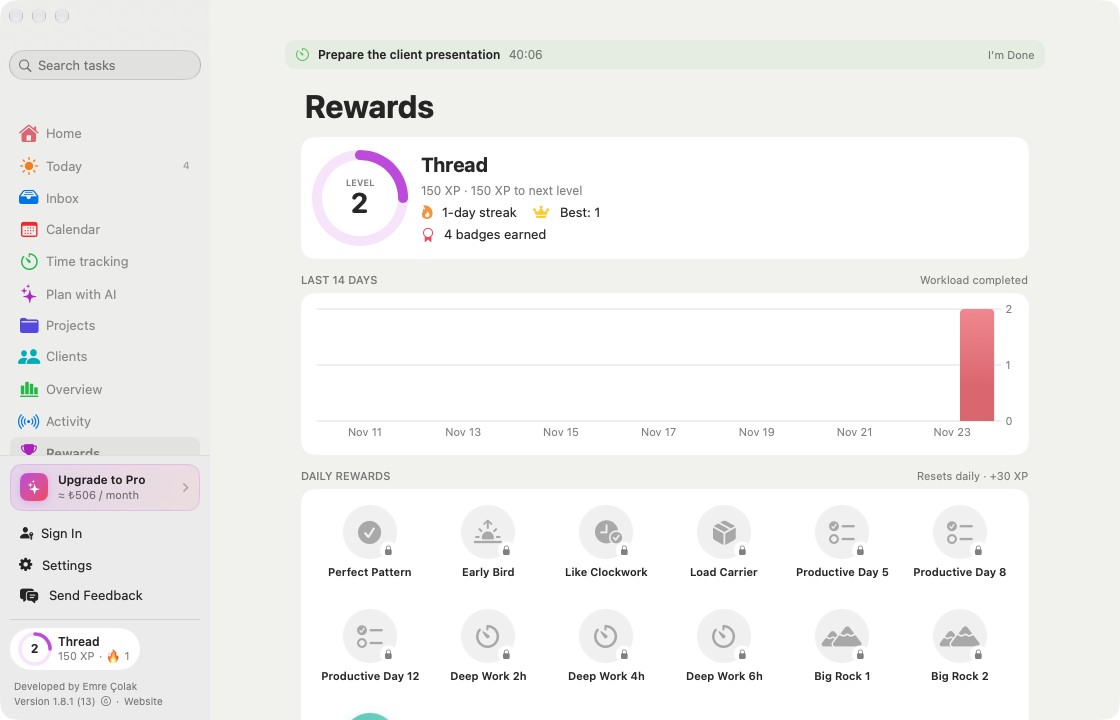 Search tasks
Home
Today 4
Inbox
Calendar
Time tracking
Plan with AI
Projects
Clients
Overview
Activity
Rewards
Upgrade to Pro
≈ ₺506 / month
Sign In
Settings
Send Feedback
2
Thread
150 XP · 🔥 1
Developed by Emre Çolak
Version 1.8.1 (13) © · Website
Prepare the client presentation 40:06 I'm Done
Rewards
LEVEL
2
Thread
150 XP · 150 XP to next level
1-day streak Best: 1
4 badges earned
LAST 14 DAYS Workload completed
2
1
0
Nov 11 Nov 13 Nov 15 Nov 17 Nov 19 Nov 21 Nov 23
DAILY REWARDS Resets daily · +30 XP
Perfect Pattern Early Bird Like Clockwork Load Carrier Productive Day 5 Productive Day 8
Productive Day 12 Deep Work 2h Deep Work 4h Deep Work 6h Big Rock 1 Big Rock 2